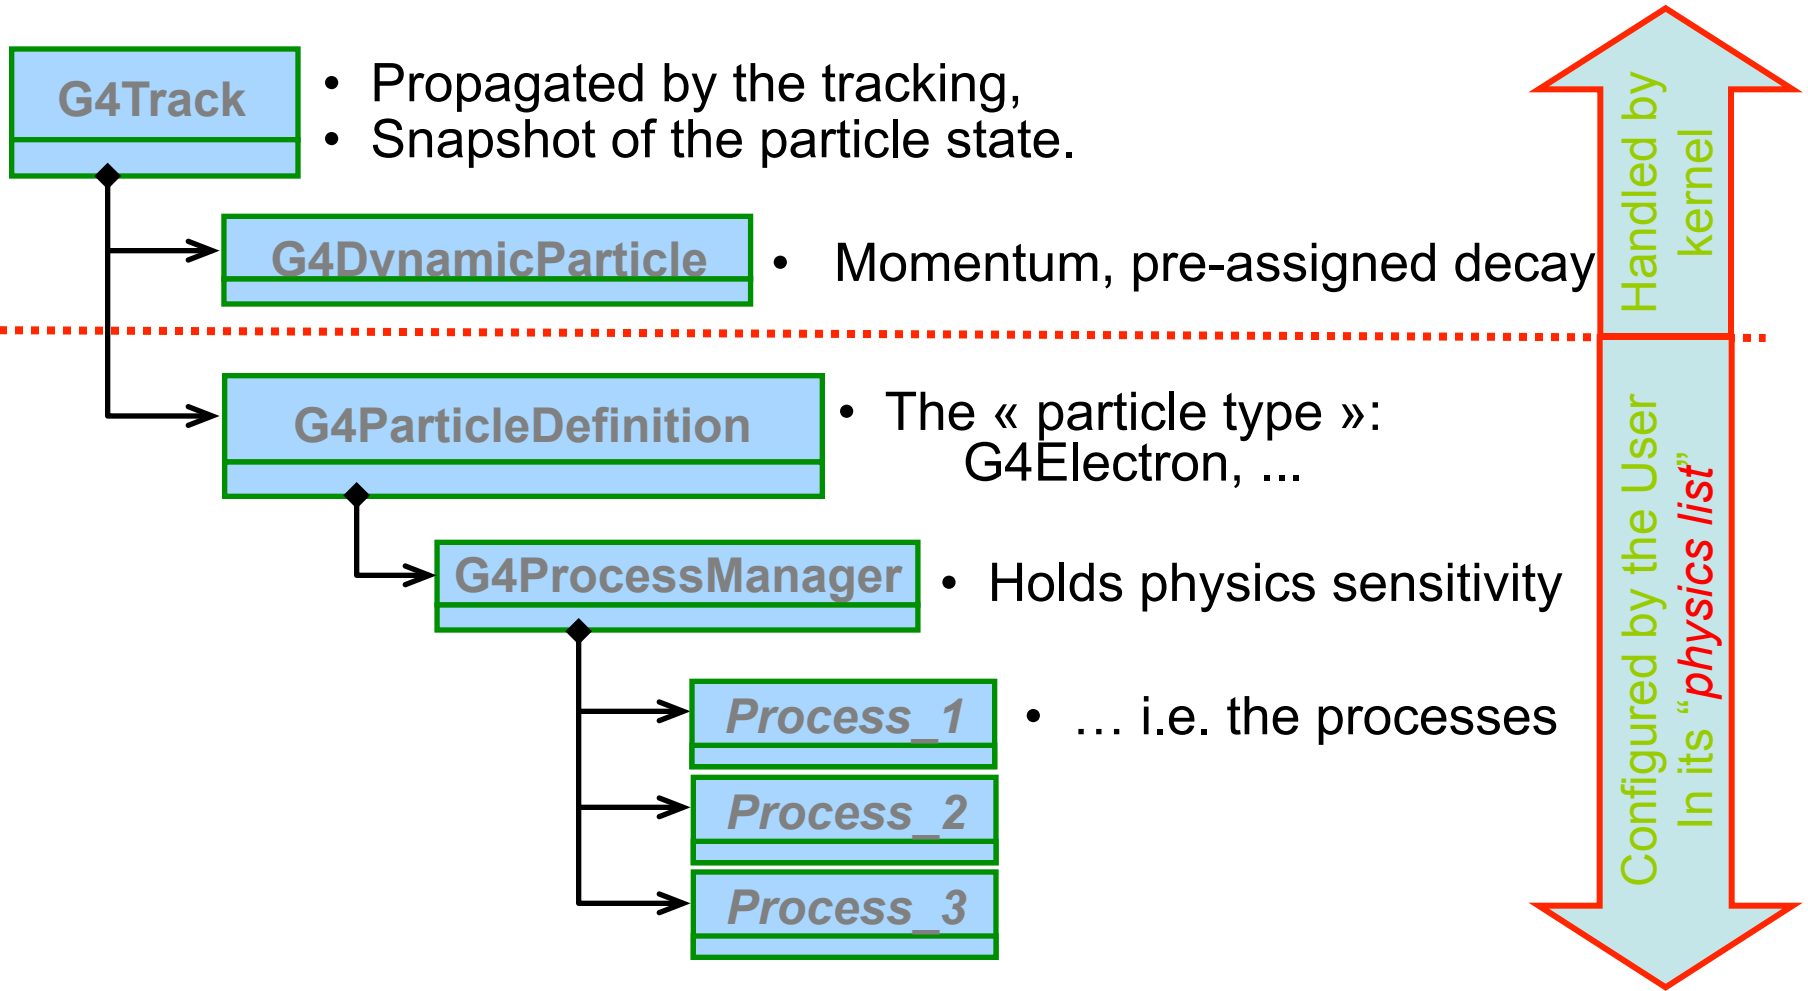 G4Track
• Propagated by the tracking,
• Snapshot of the particle state.
G4DynamicParticle
• Momentum, pre-assigned decay
G4ParticleDefinition
• The « particle type »:
G4Electron, ...
G4ProcessManager
• Holds physics sensitivity
Process_1
• … i.e. the processes
Process_2
Process_3
Handled by
kernel
Configured by the User
In its “physics list”